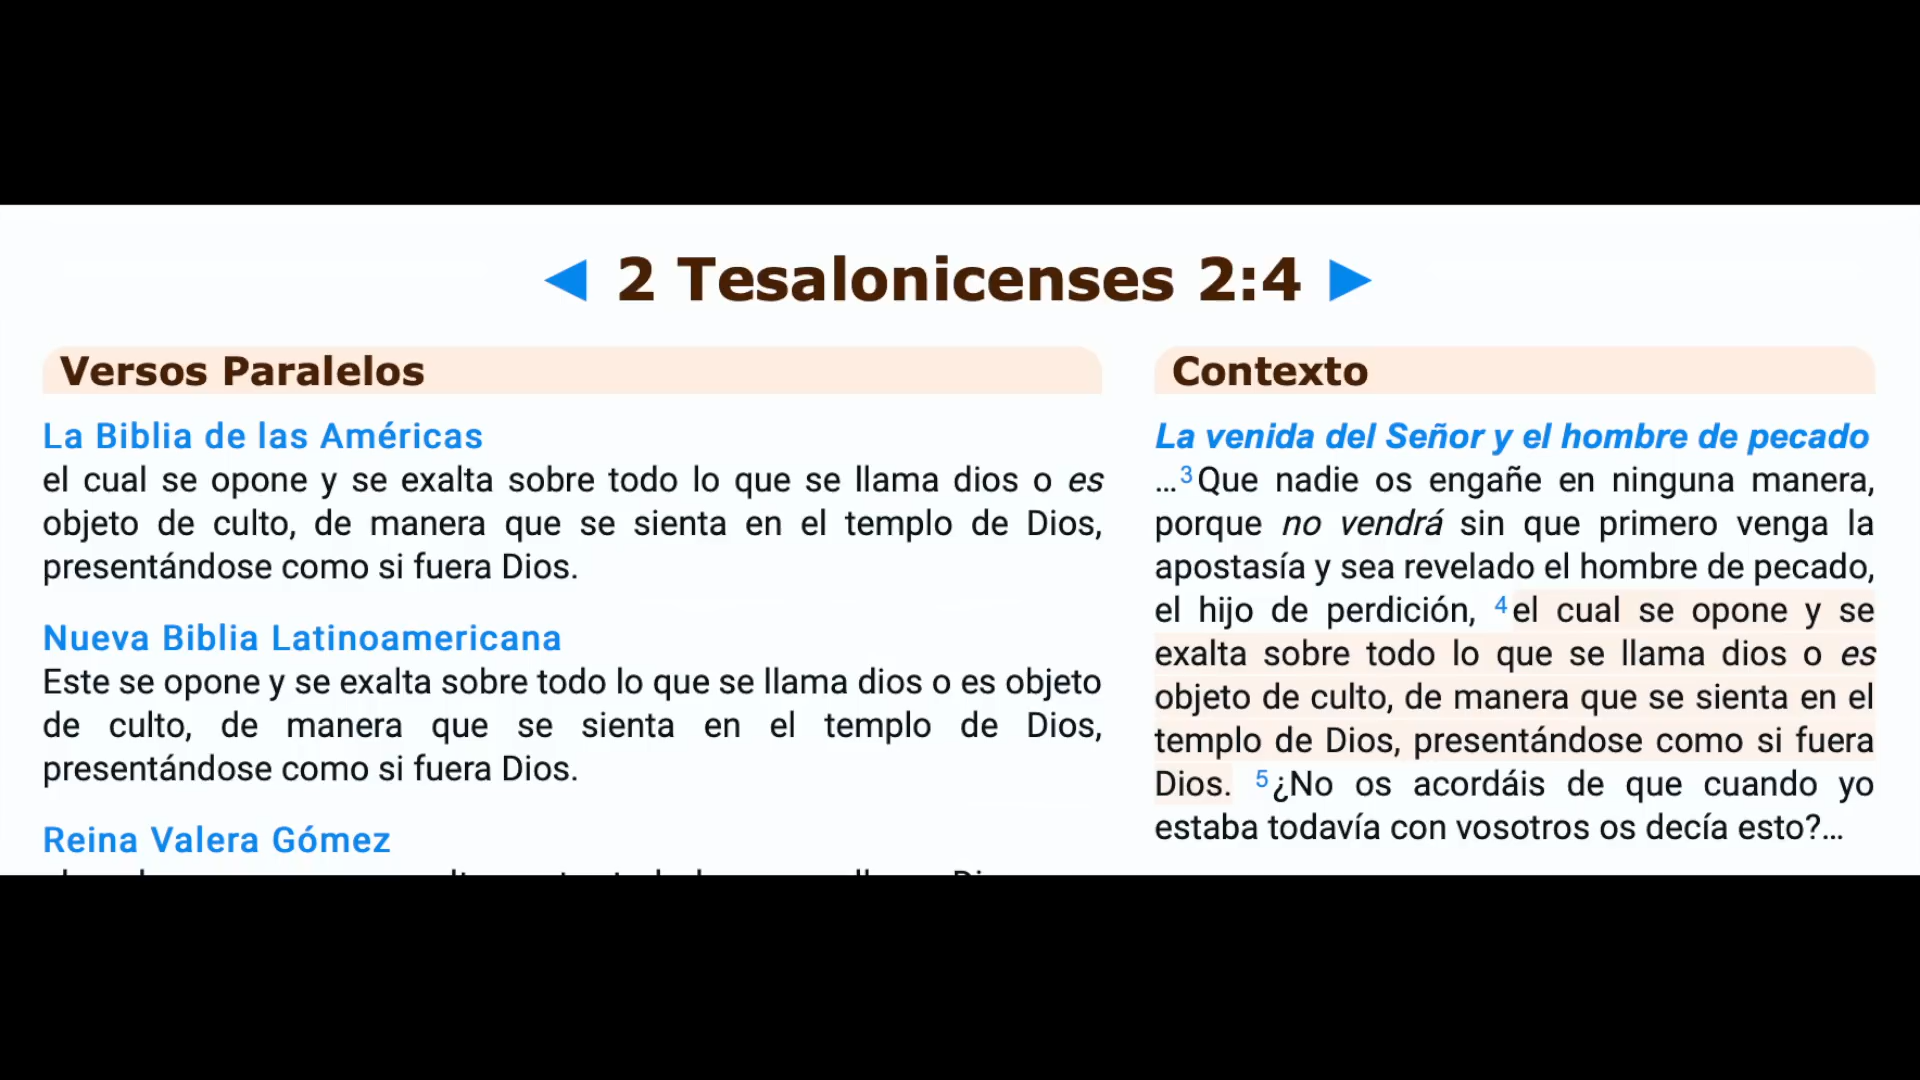 ◄ 2 Tesalonicenses 2:4 ►
Versos Paralelos
La Biblia de las Américas
el cual se opone y se exalta sobre todo lo que se llama dios o es
objeto de culto, de manera que se sienta en el templo de Dios,
presentándose como si fuera Dios.
Nueva Biblia Latinoamericana
Este se opone y se exalta sobre todo lo que se llama dios o es objeto
de culto, de manera que se sienta en el templo de Dios,
presentándose como si fuera Dios.
Reina Valera Gómez
Contexto
La venida del Señor y el hombre de pecado
…3Que nadie os engañe en ninguna manera,
porque no vendrá sin que primero venga la
apostasía y sea revelado el hombre de pecado,
el hijo de perdición, 4el cual se opone y se
exalta sobre todo lo que se llama dios o es
objeto de culto, de manera que se sienta en el
templo de Dios, presentándose como si fuera
Dios. 5¿No os acordáis de que cuando yo
estaba todavía con vosotros os decía esto?…